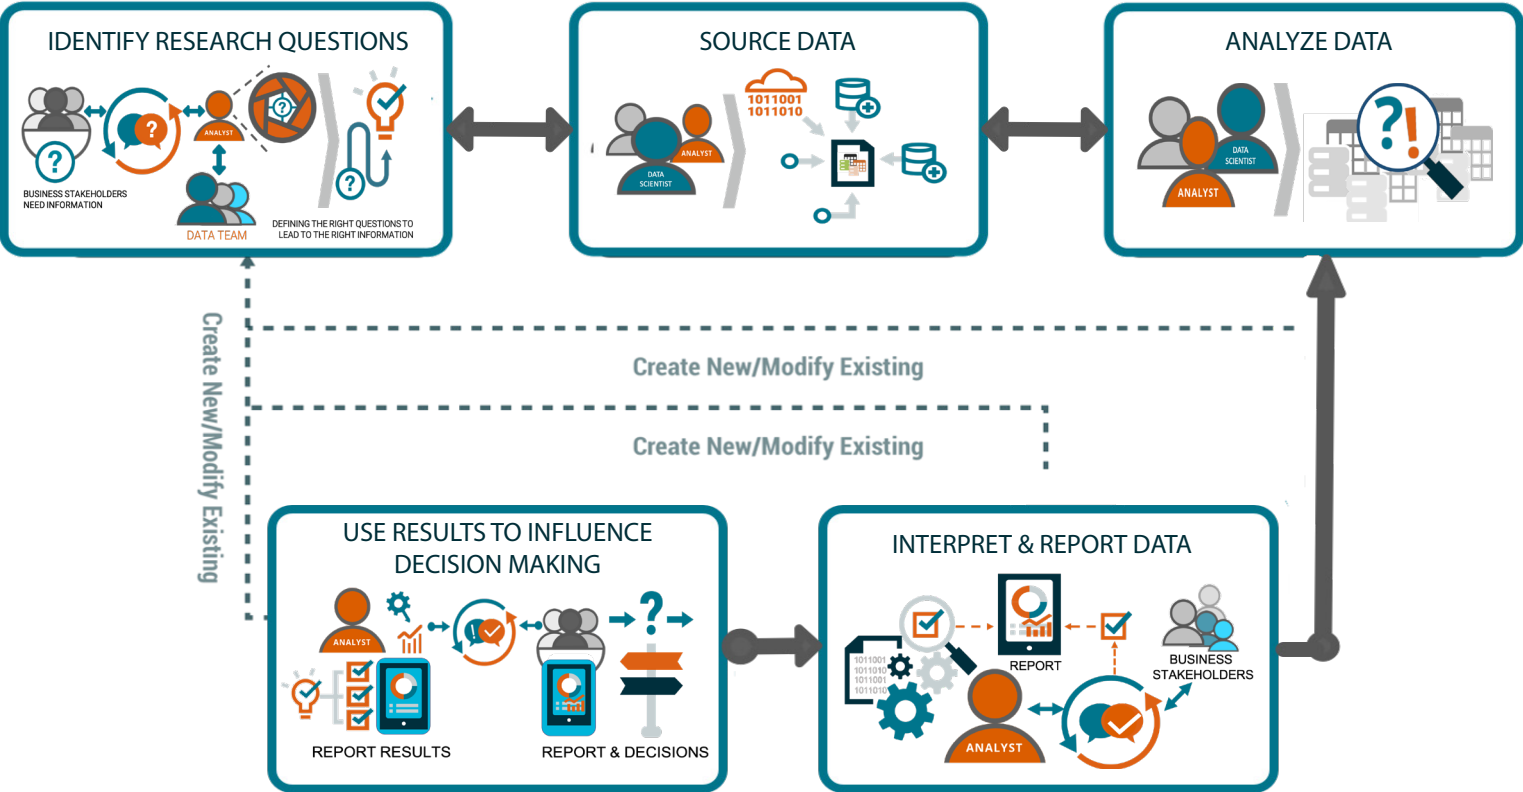 IDENTIFY RESEARCH QUESTIONS
?
?
ANALYST
?
?
BUSINESS STAKEHOLDERS
NEED INFORMATION
DATA TEAM
DEFINING THE RIGHT QUESTIONS TO
LEAD TO THE RIGHT INFORMATION
SOURCE DATA
1011001
1011010
ANALYST
DATA
SCIENTIST
ANALYZE DATA
?!
DATA
SCIENTIST
ANALYST
Create New/Modify Existing
Create New/Modify Existing
Create New/Modify Existing
USE RESULTS TO INFLUENCE
DECISION MAKING
ANALYST
!
?
REPORT RESULTS
REPORT & DECISIONS
INTERPRET & REPORT DATA
1011001
1011010
1011001
1011010
REPORT
BUSINESS
STAKEHOLDERS
ANALYST